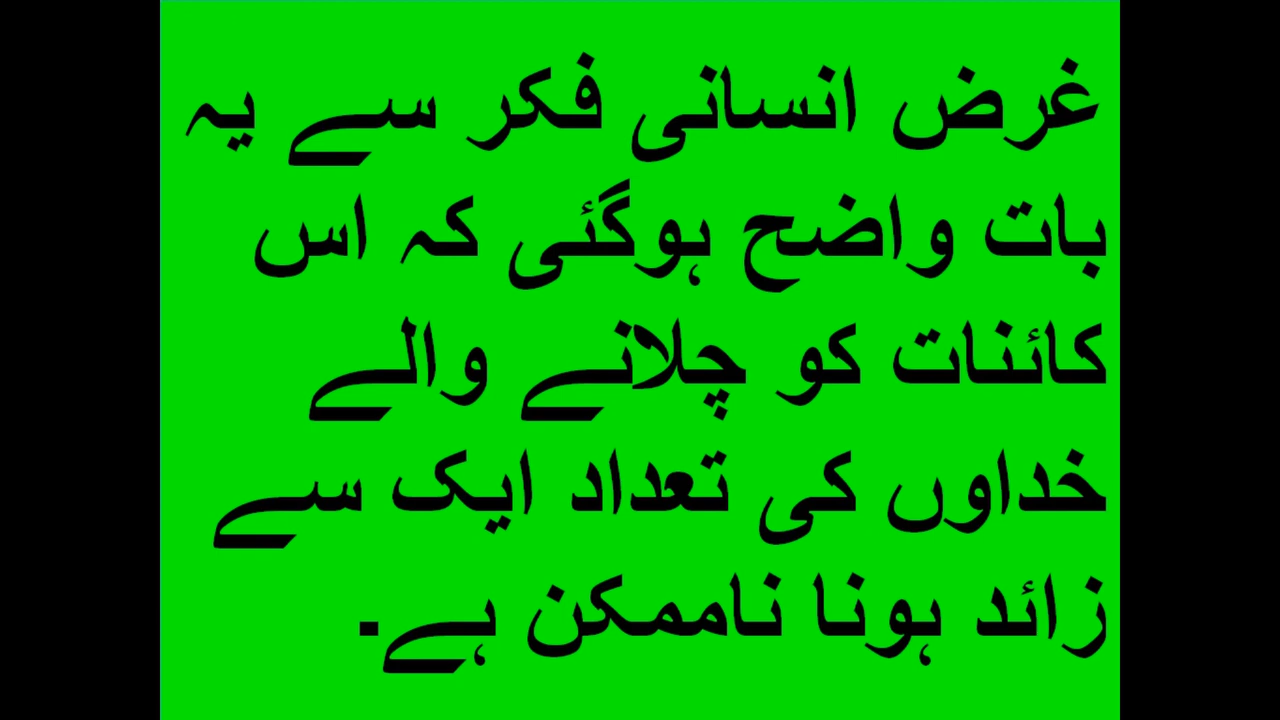 غرض انسانی فکر سے یہ
بات واضح ہوگئی کہ اس
کائنات کو چلانے والے
خداوں کی تعداد ایک سے
زائد ہونا ناممکن ہے۔